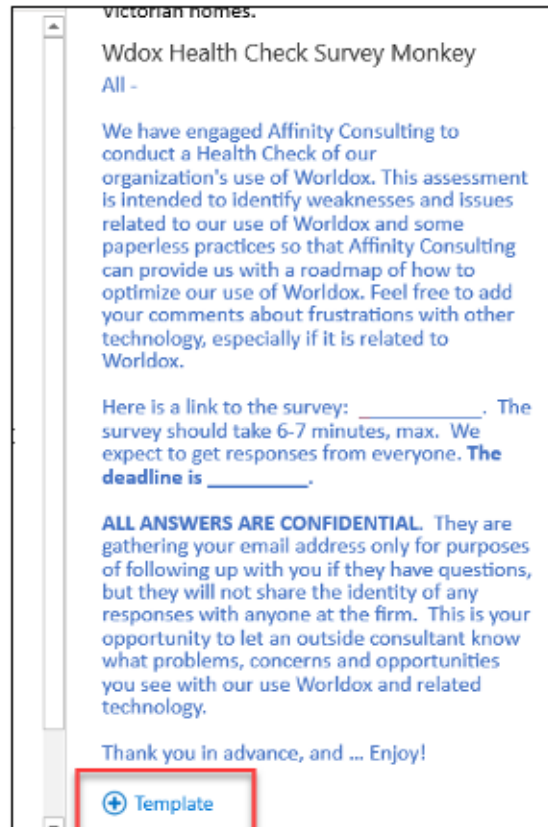 Victorian homes.
Wdox Health Check Survey Monkey
All -
We have engaged Affinity Consulting to
conduct a Health Check of our
organization's use of Worldox. This assessment
is intended to identify weaknesses and issues
related to our use of Worldox and some
paperless practices so that Affinity Consulting
can provide us with a roadmap of how to
optimize our use of Worldox. Feel free to add
your comments about frustrations with other
technology, especially if it is related to
Worldox.
Here is a link to the survey: ____________. The
survey should take 6-7 minutes, max. We
expect to get responses from everyone. The
deadline is __________.
ALL ANSWERS ARE CONFIDENTIAL. They are
gathering your email address only for purposes
of following up with you if they have questions,
but they will not share the identity of any
responses with anyone at the firm. This is your
opportunity to let an outside consultant know
what problems, concerns and opportunities
you see with our use Worldox and related
technology.
Thank you in advance, and ... Enjoy!
Template